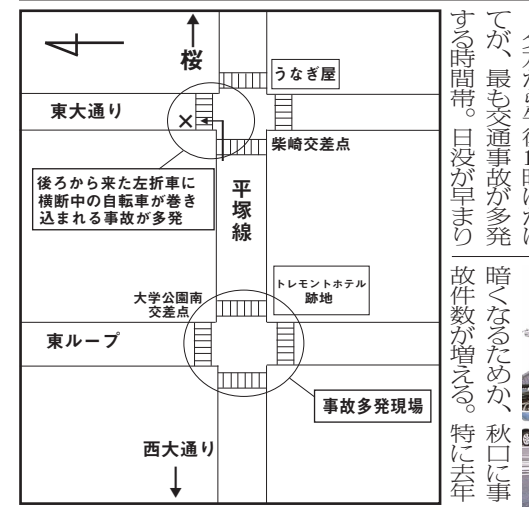 桜
うなぎ屋
東大通り
柴崎交差点
後ろから来た左折車に
横断中の自転車が巻き
込まれる事故が多発
平塚線
トレモントホテル
跡地
大学公園南
交差点
東ループ
事故多発現場
西大通り
てが、最も交通事故が多発
する時間帯。日没が早まり
暗くなるためか、秋口に事
故件数が増える。特に去年